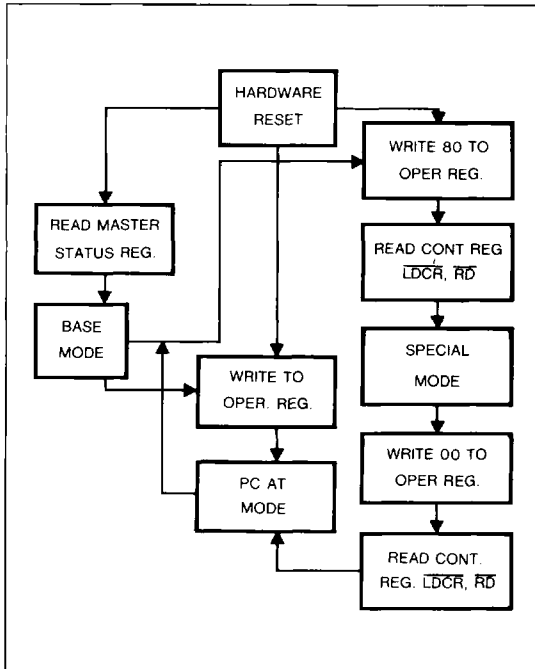 HARDWARE
RESET
WRITE 80 TO
OPER REG.
READ MASTER
STATUS REG.
READ CONT REG
LDCR, RD
BASE
MODE
SPECIAL
MODE
WRITE TO
OPER. REG.
WRITE 00 TO
OPER REG.
PC AT
MODE
READ CONT.
REG. LDCR, RD